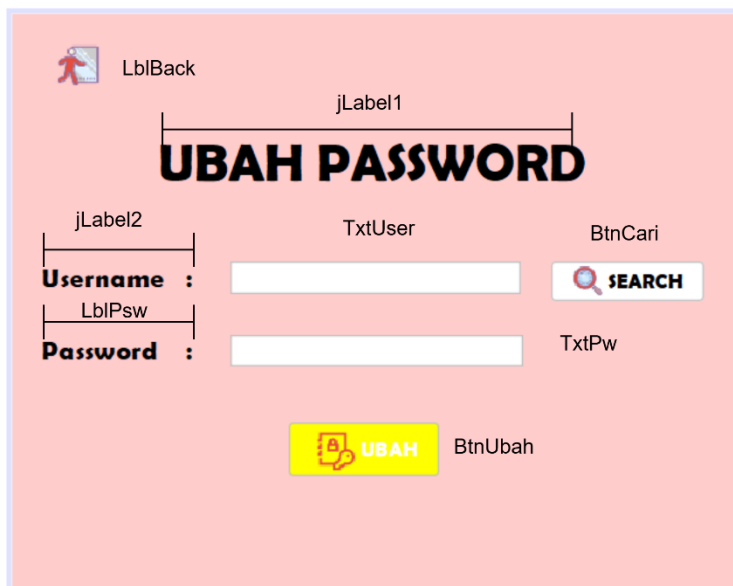 LblBack
jLabel1
UBAH PASSWORD
jLabel2
TxtUser
BtnCari
Username :
SEARCH
LblPsw
Password :
TxtPw
UBAH
BtnUbah